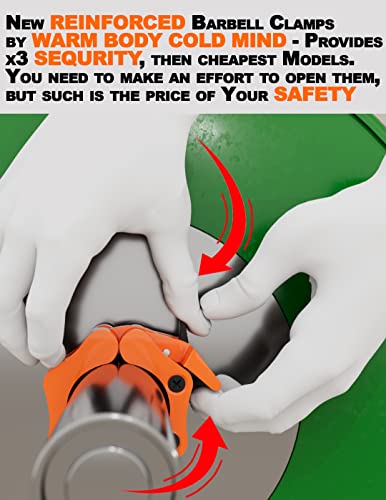 New REINFORCED Barbell Clamps
by WARM BODY COLD MIND - Provides
x3 SEQURITY, then cheapest Models.
You need to make an effort to open them,
but such is the price of Your SAFETY